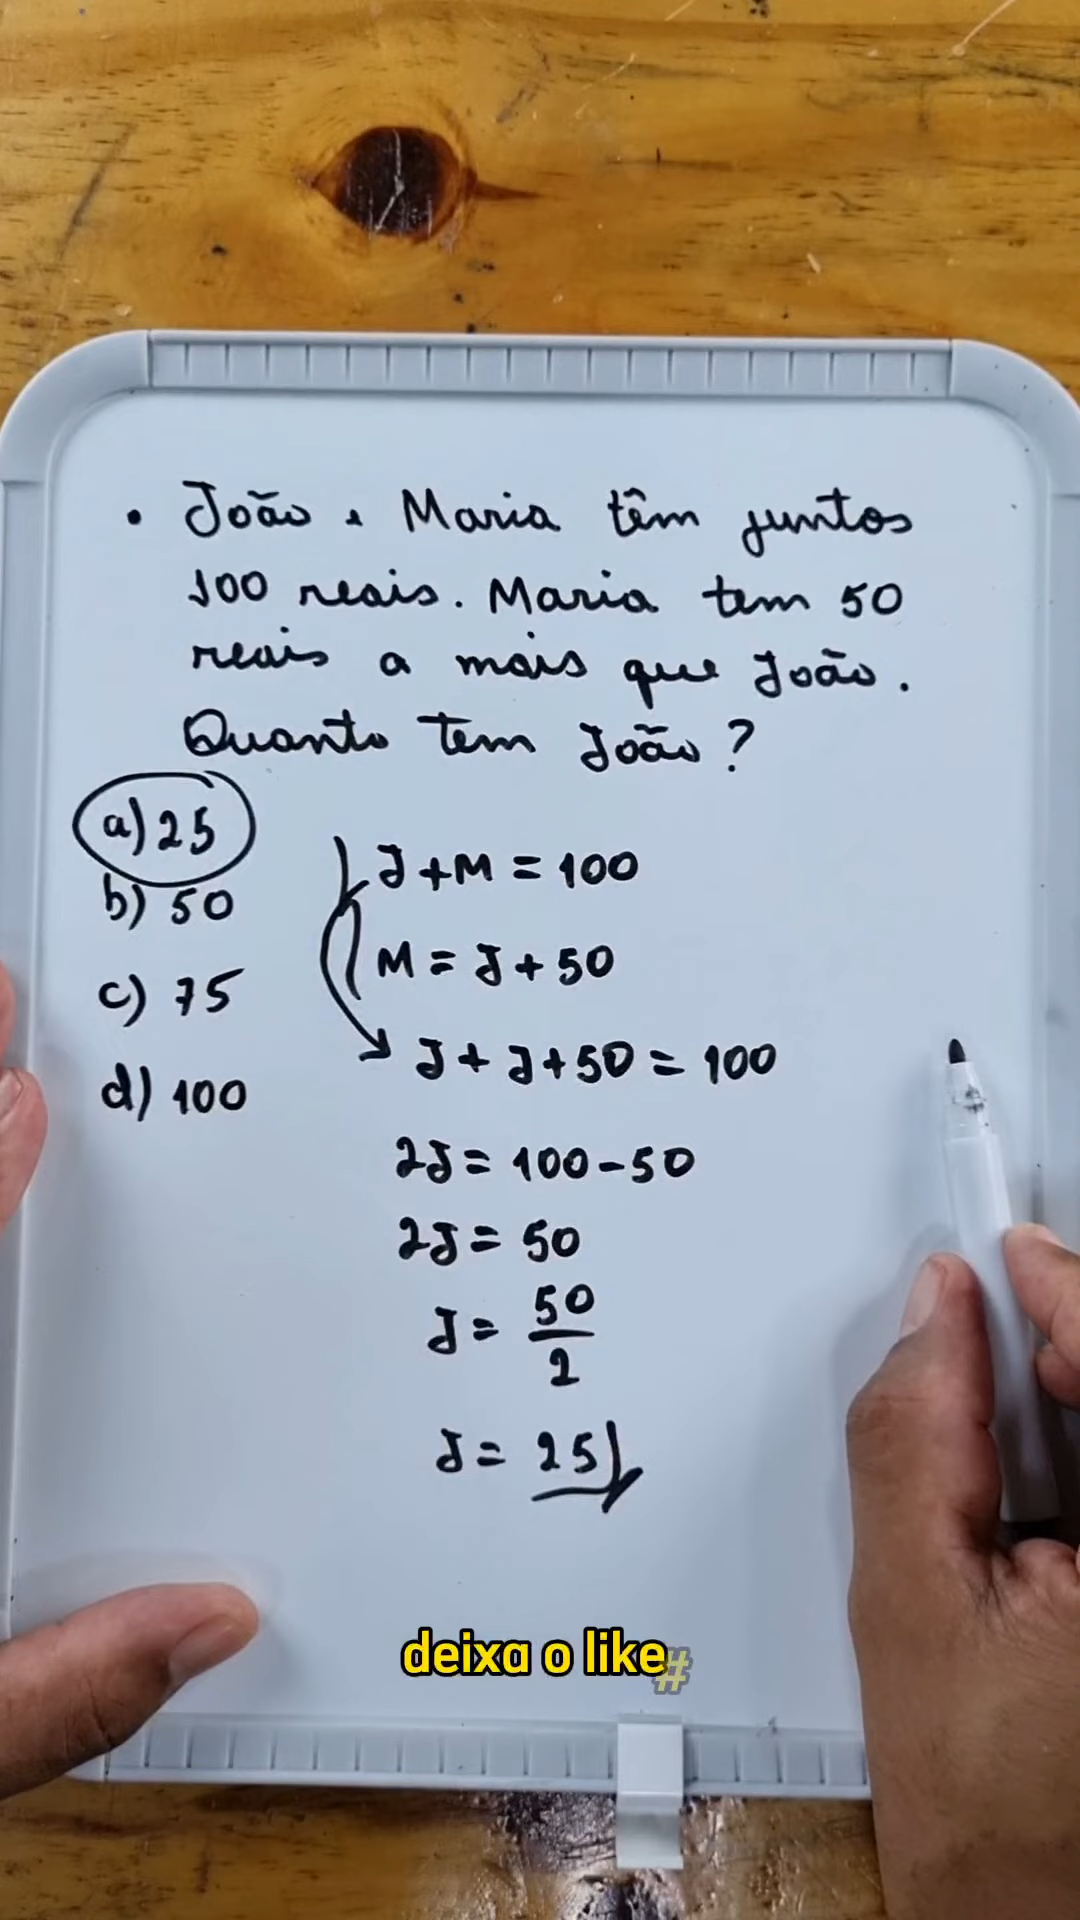 • João e Maria têm juntos
100 reais. Maria tem 50
reais a mais que João.
Quanto tem João?
a) 25
b) 50
c) 75
d) 100
J + M = 100
M = J + 50
J + J + 50 = 100
2J = 100 - 50
2J = 50
J = 50/2
J = 25
deixa o like
#